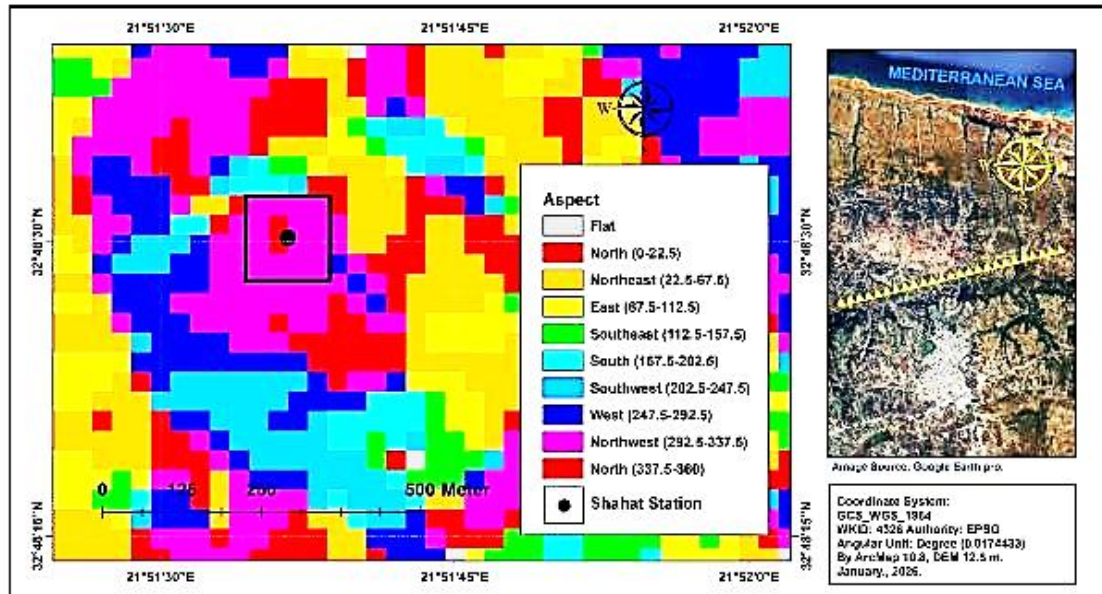 21°51'30"E 21°51'45"E 21°52'0"E
MEDITERRANEAN SEA
W
32°48'30"N
32°48'30"N
Aspect
Flat
North (0-22.5)
Northeast (22.5-67.5)
East (67.5-112.5)
Southeast (112.5-157.5)
South (157.5-202.5)
Southwest (202.5-247.5)
West (247.5-292.5)
Northwest (292.5-337.5)
North (337.5-360)
Shahat Station
0 125 250 500 Meter
32°48'15"N
32°48'15"N
21°51'30"E 21°51'45"E 21°52'0"E
Image Source: Google Earth pro.
Coordinate System:
GCS_WGS_1984
WKID: 4326 Authority: EPSG
Angular Unit: Degree (0.0174433)
By ArcMap 10.8, DEM 12.5 m.
January., 2026.